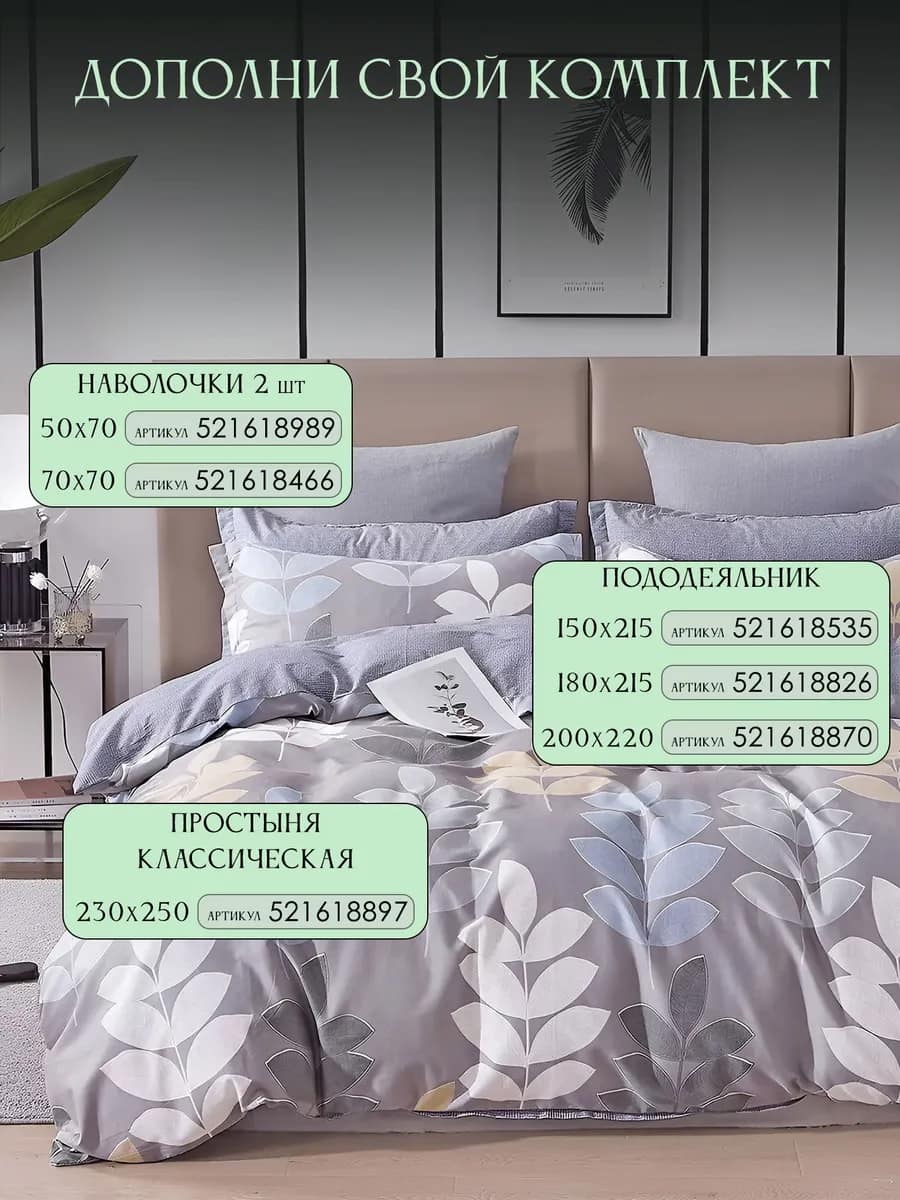 ДОПОЛНИ СВОЙ КОМПЛЕКТ
НАВОЛОЧКИ 2 шт
50х70 АРТИКУЛ 521618989
70х70 АРТИКУЛ 521618466
ПОДОДЕЯЛЬНИК
150х215 АРТИКУЛ 521618535
180х215 АРТИКУЛ 521618826
200х220 АРТИКУЛ 521618870
ПРОСТЫНЯ
КЛАССИЧЕСКАЯ
230х250 АРТИКУЛ 521618897